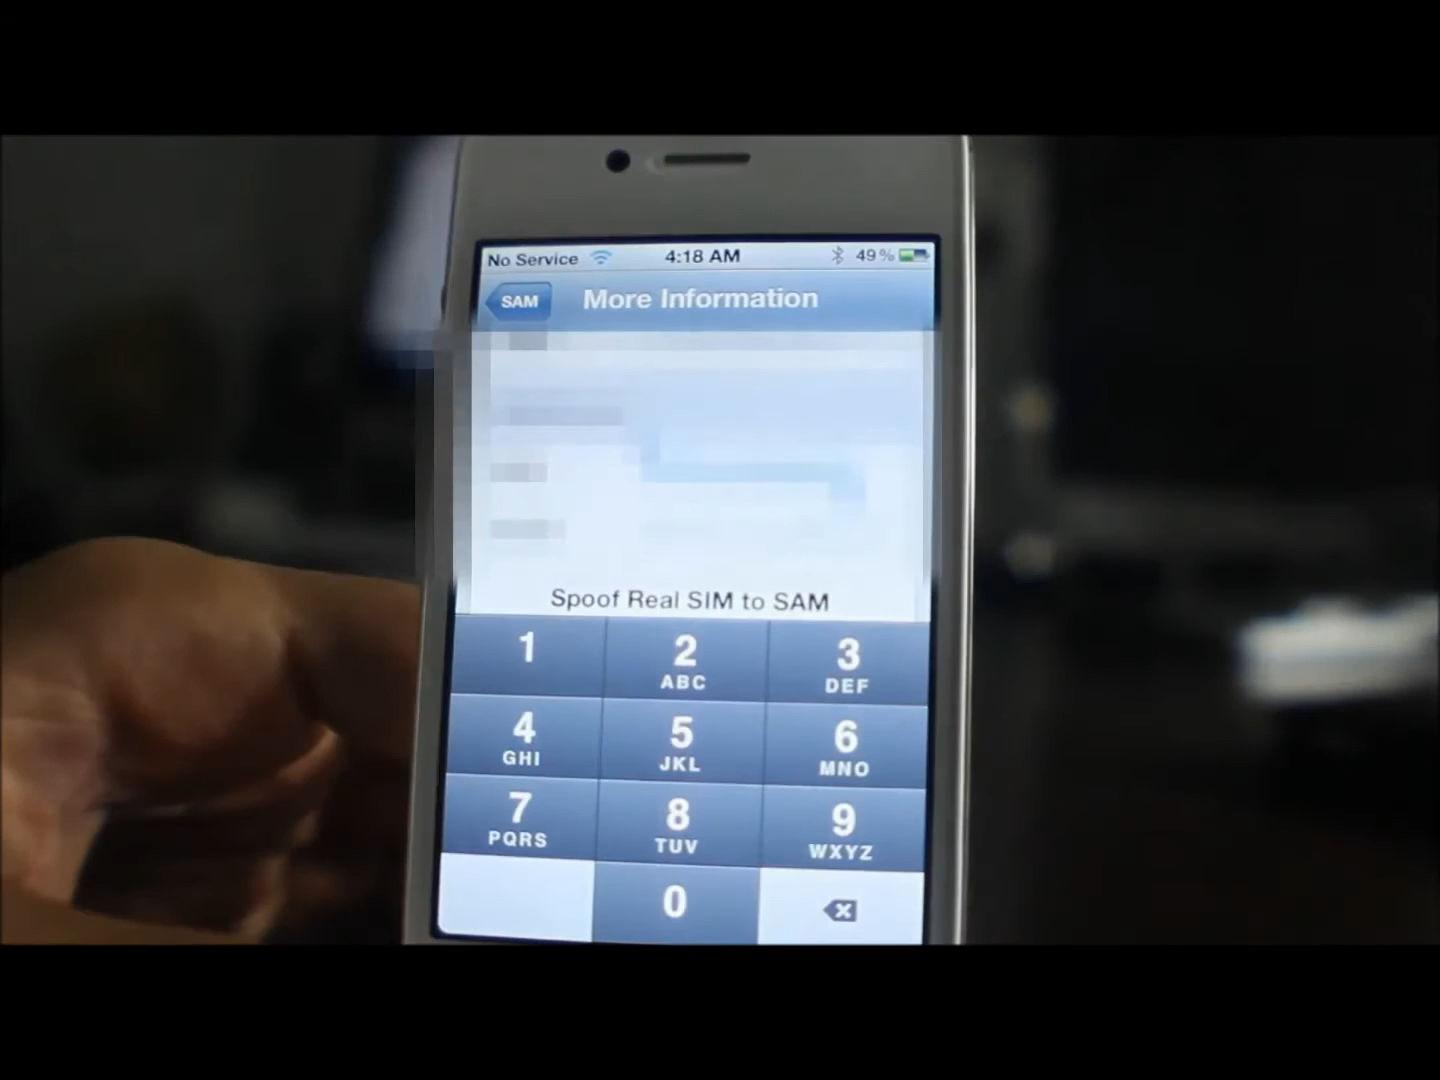 No Service 4:18 AM 49%
SAM More Information
Spoof Real SIM to SAM
1 2 3
ABC DEF
4 5 6
GHI JKL MNO
7 8 9
PQRS TUV WXYZ
0